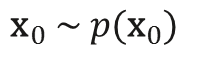 𝐱₀ ~ 𝑝(𝐱₀)